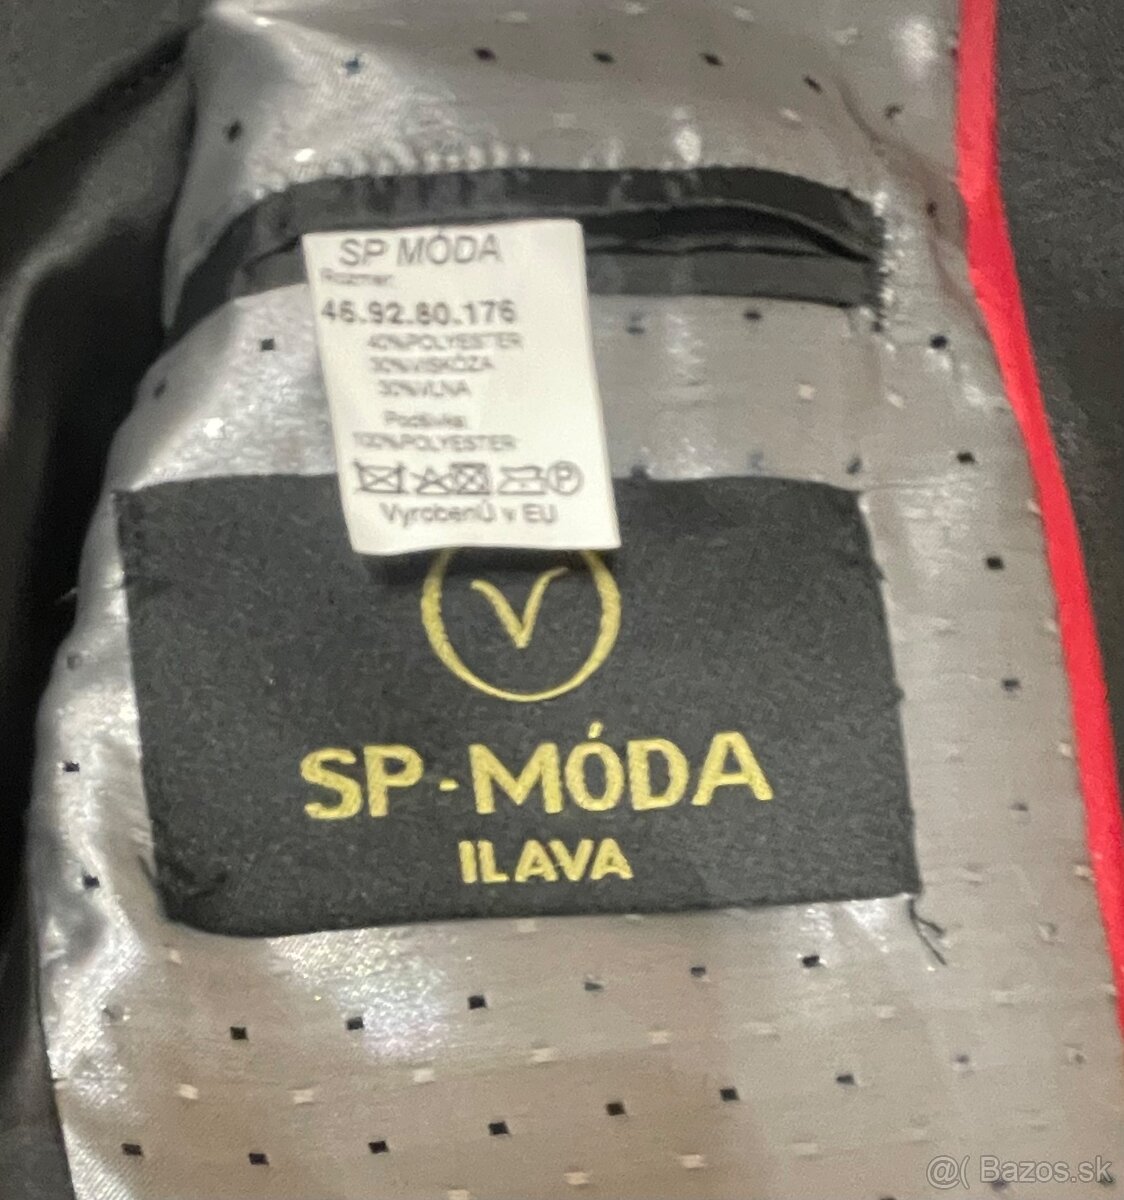 SP MÓDA
Rozmer:
46.92.80.176
40%POLYESTER
30%VISKÓZA
30%VLNA
Podšívka:
100%POLYESTER
P
VyrobenÚ v EU
V
SP-MÓDA
ILAVA
@( Bazos.sk